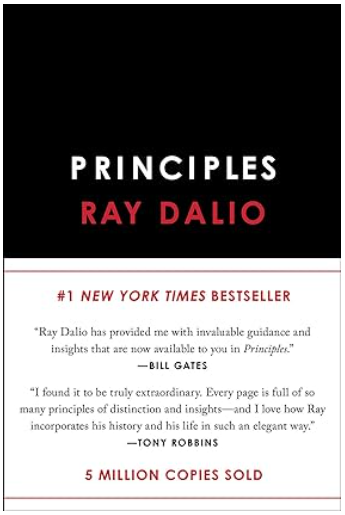 PRINCIPLES
RAY DALIO
#1 NEW YORK TIMES BESTSELLER
“Ray Dalio has provided me with invaluable guidance and
insights that are now available to you in Principles.”
—BILL GATES
“I found it to be truly extraordinary. Every page is full of so
many principles of distinction and insights—and I love how Ray
incorporates his history and his life in such an elegant way.”
—TONY ROBBINS
5 MILLION COPIES SOLD